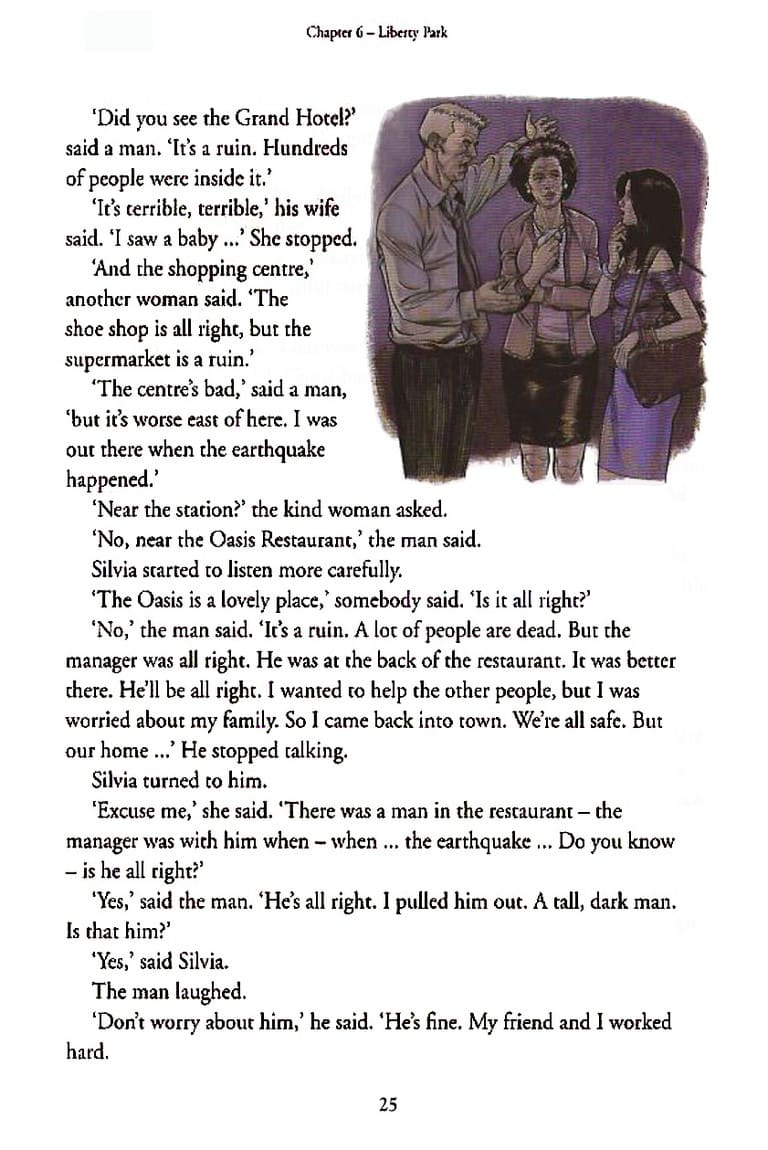 Chapter 6 – Liberty Park
‘Did you see the Grand Hotel?’
said a man. ‘It’s a ruin. Hundreds
of people were inside it.’
‘It’s terrible, terrible,’ his wife
said. ‘I saw a baby ...’ She stopped.
‘And the shopping centre,’
another woman said. ‘The
shoe shop is all right, but the
supermarket is a ruin.’
‘The centre’s bad,’ said a man,
‘but it’s worse east of here. I was
out there when the earthquake
happened.’
‘Near the station?’ the kind woman asked.
‘No, near the Oasis Restaurant,’ the man said.
Silvia started to listen more carefully.
‘The Oasis is a lovely place,’ somebody said. ‘Is it all right?’
‘No,’ the man said. ‘It’s a ruin. A lot of people are dead. But the
manager was all right. He was at the back of the restaurant. It was better
there. He’ll be all right. I wanted to help the other people, but I was
worried about my family. So I came back into town. We’re all safe. But
our home ...’ He stopped talking.
Silvia turned to him.
‘Excuse me,’ she said. ‘There was a man in the restaurant – the
manager was with him when – when ... the earthquake ... Do you know
– is he all right?’
‘Yes,’ said the man. ‘He’s all right. I pulled him out. A tall, dark man.
Is that him?’
‘Yes,’ said Silvia.
The man laughed.
‘Don’t worry about him,’ he said. ‘He’s fine. My friend and I worked
hard.
25